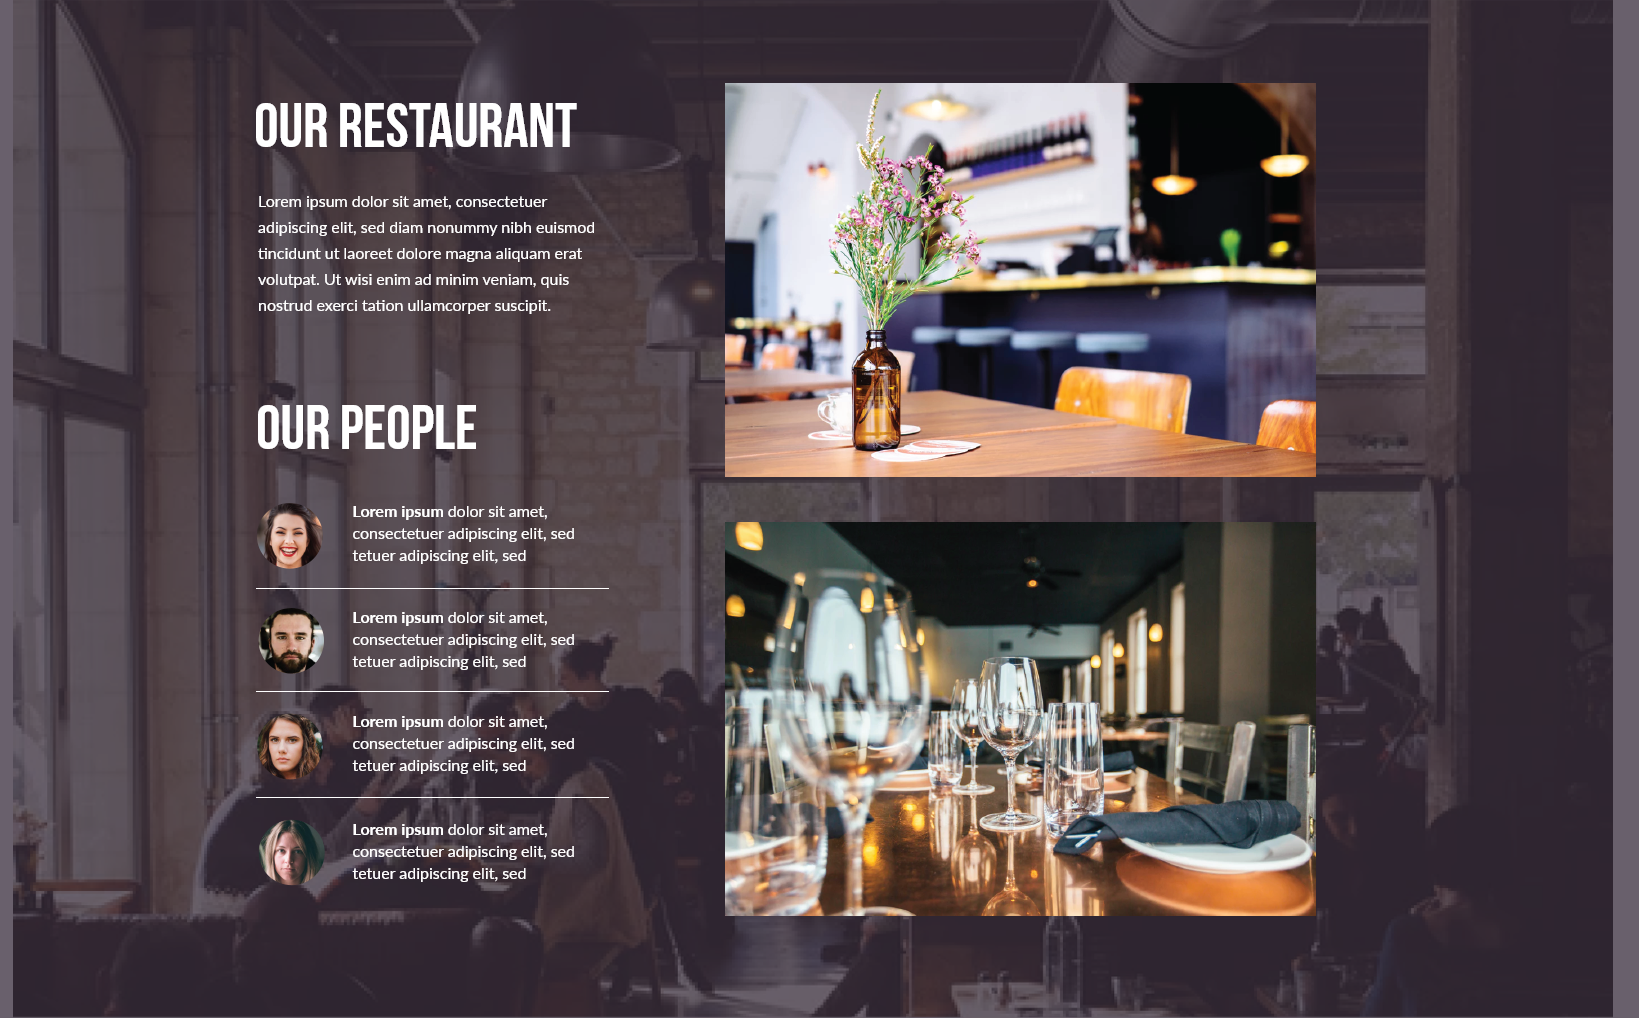 OUR RESTAURANT
Lorem ipsum dolor sit amet, consectetuer
adipiscing elit, sed diam nonummy nibh euismod
tincidunt ut laoreet dolore magna aliquam erat
volutpat. Ut wisi enim ad minim veniam, quis
nostrud exerci tation ullamcorper suscipit.
OUR PEOPLE
Lorem ipsum dolor sit amet,
consectetuer adipiscing elit, sed
tetuer adipiscing elit, sed
Lorem ipsum dolor sit amet,
consectetuer adipiscing elit, sed
tetuer adipiscing elit, sed
Lorem ipsum dolor sit amet,
consectetuer adipiscing elit, sed
tetuer adipiscing elit, sed
Lorem ipsum dolor sit amet,
consectetuer adipiscing elit, sed
tetuer adipiscing elit, sed